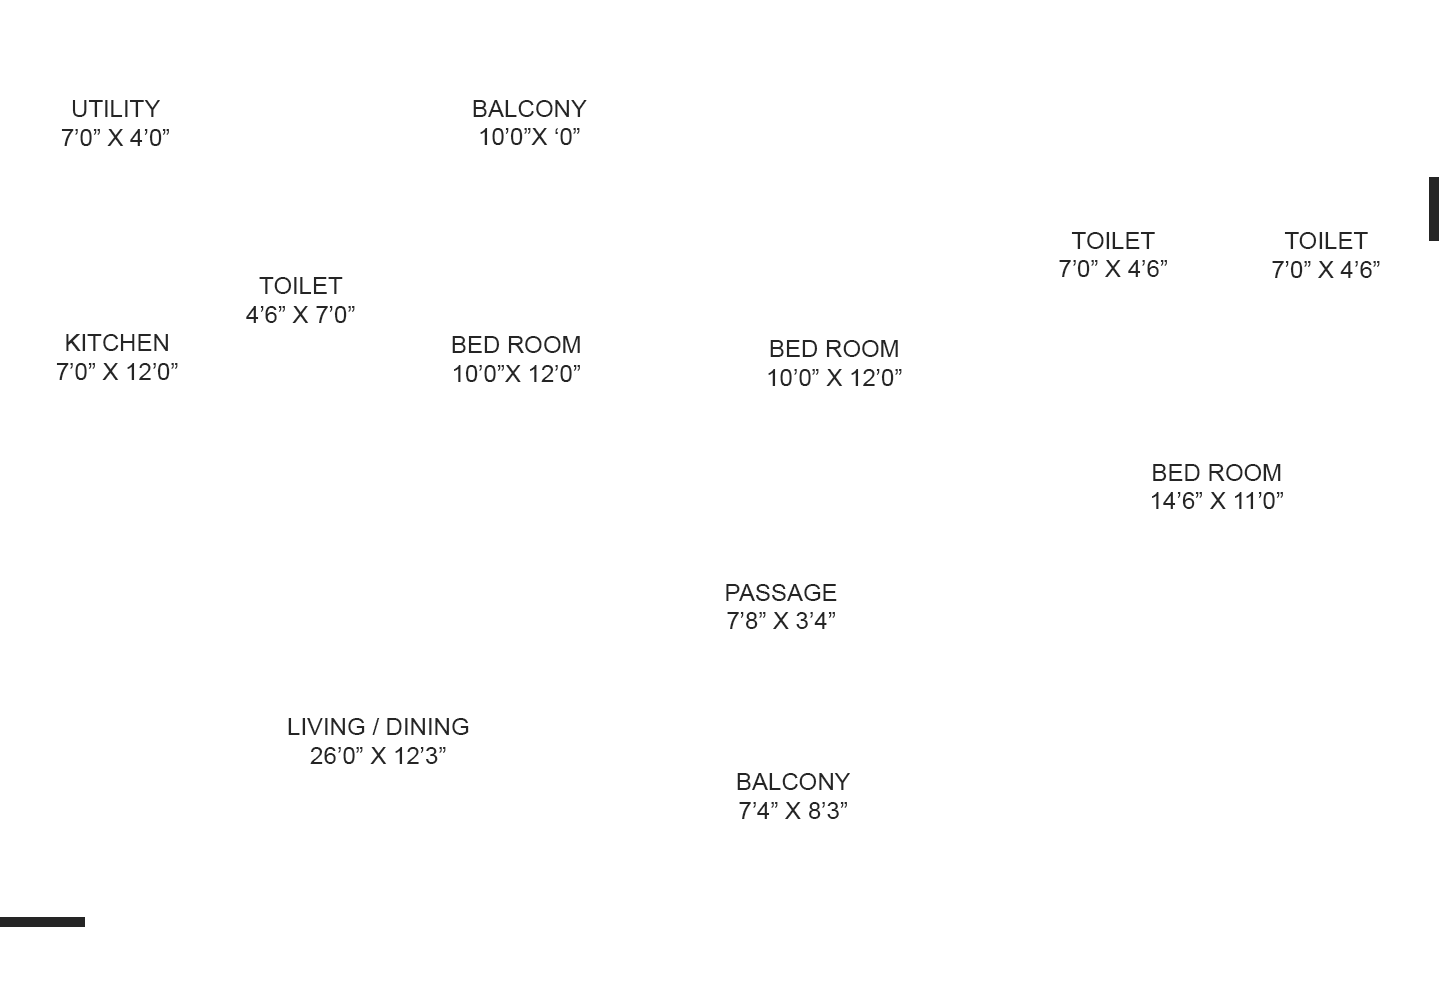 UTILITY
7’0” X 4’0”
BALCONY
10’0”X ‘0”
TOILET
7’0” X 4’6”
TOILET
7’0” X 4’6”
TOILET
4’6” X 7’0”
KITCHEN
7’0” X 12’0”
BED ROOM
10’0”X 12’0”
BED ROOM
10’0” X 12’0”
BED ROOM
14’6” X 11’0”
PASSAGE
7’8” X 3’4”
LIVING / DINING
26’0” X 12’3”
BALCONY
7’4” X 8’3”